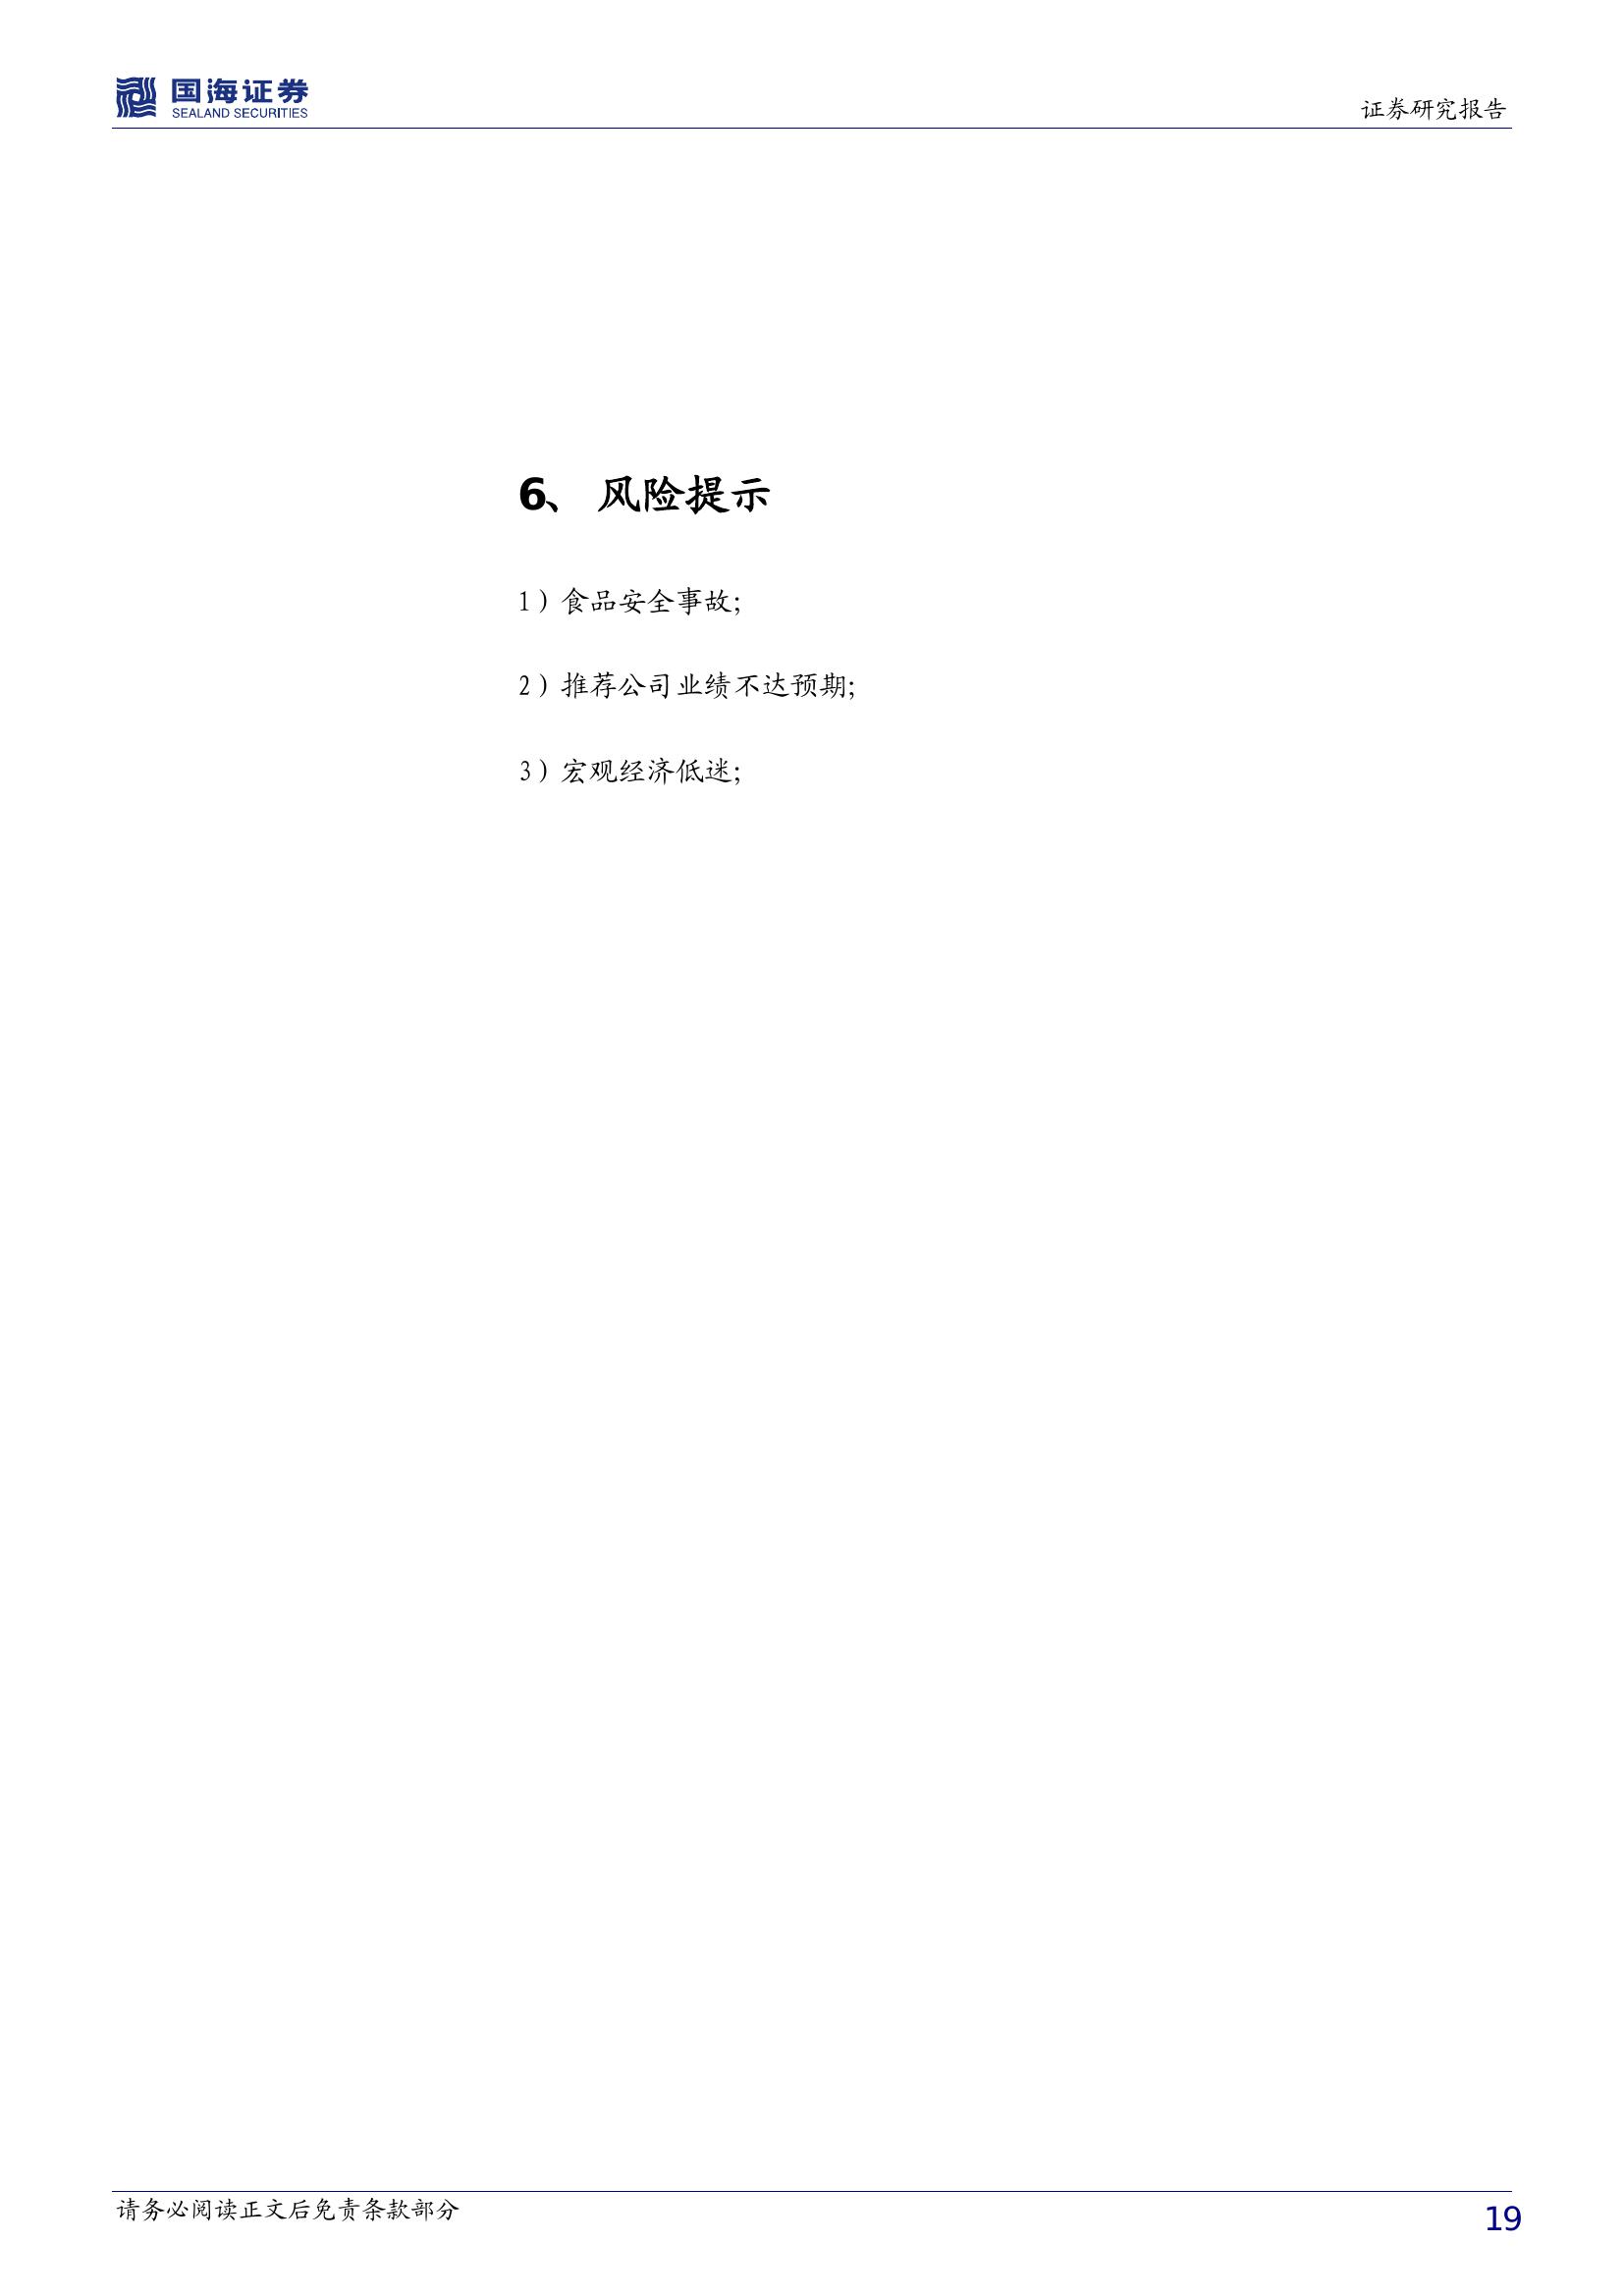 国海证券
SEALAND SECURITIES
证券研究报告
6、 风险提示
1）食品安全事故；
2）推荐公司业绩不达预期；
3）宏观经济低迷；
请务必阅读正文后免责条款部分
19